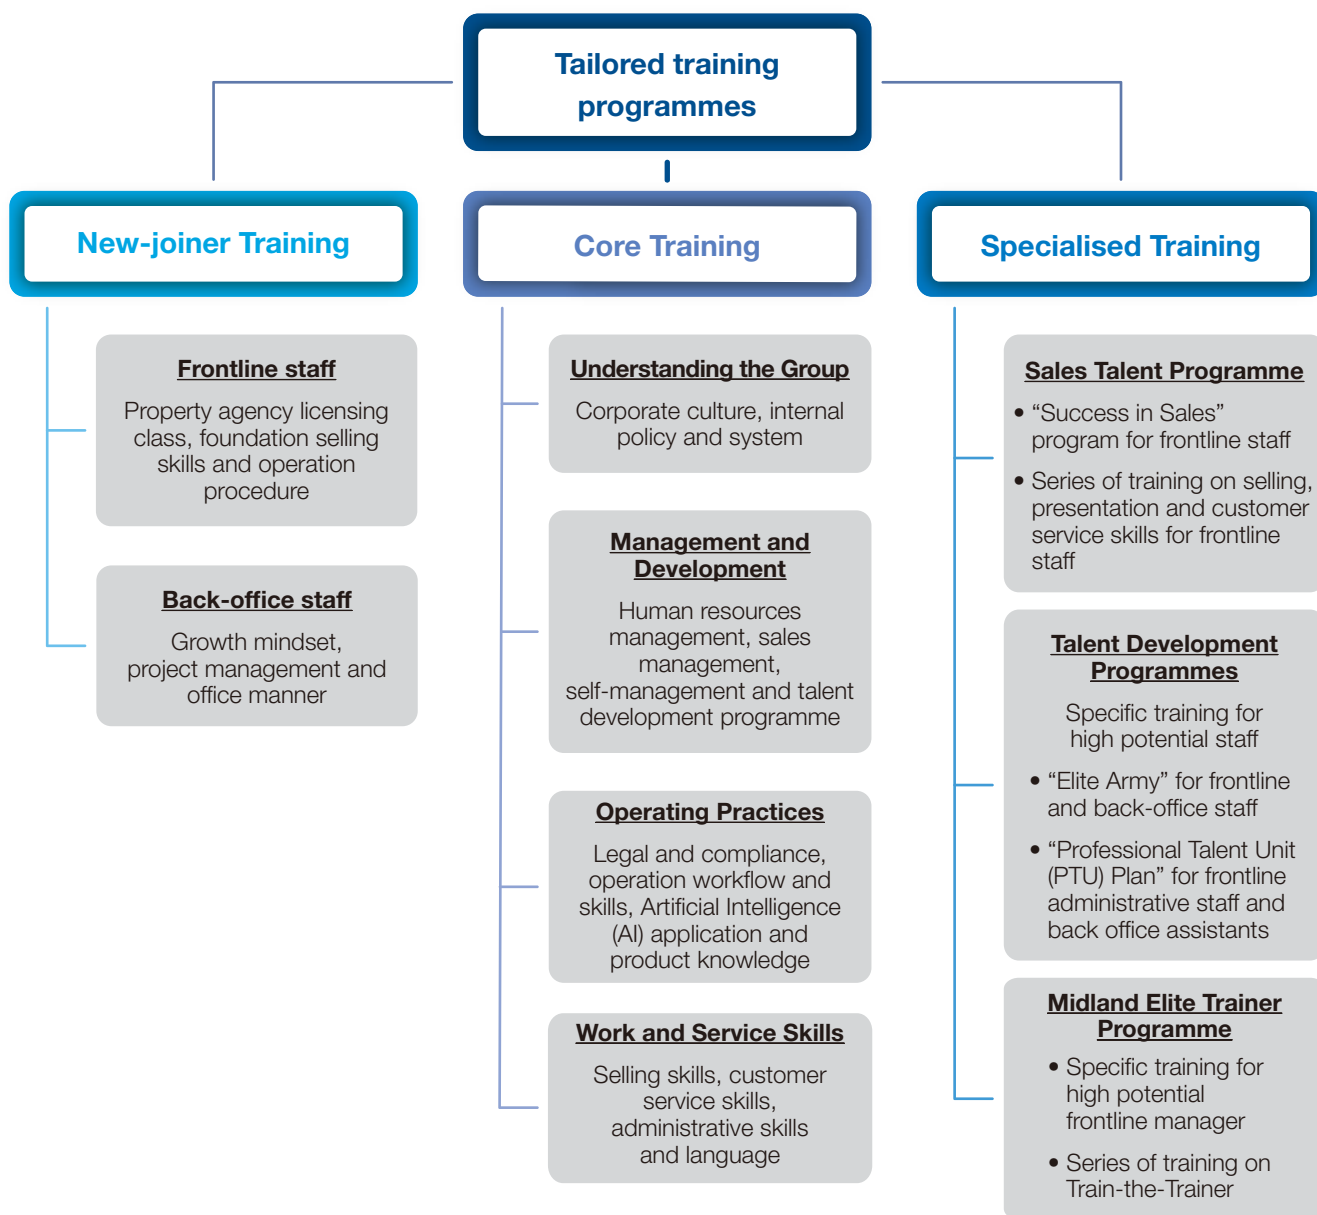 Tailored training
programmes
New-joiner Training
Frontline staff
Property agency licensing
class, foundation selling
skills and operation
procedure
Back-office staff
Growth mindset,
project management and
office manner
Core Training
Understanding the Group
Corporate culture, internal
policy and system
Management and
Development
Human resources
management, sales
management,
self-management and talent
development programme
Operating Practices
Legal and compliance,
operation workflow and
skills, Artificial Intelligence
(AI) application and
product knowledge
Work and Service Skills
Selling skills, customer
service skills,
administrative skills
and language
Specialised Training
Sales Talent Programme
• “Success in Sales”
program for frontline staff
• Series of training on selling,
presentation and customer
service skills for frontline
staff
Talent Development
Programmes
Specific training for
high potential staff
• “Elite Army” for frontline
and back-office staff
• “Professional Talent Unit
(PTU) Plan” for frontline
administrative staff and
back office assistants
Midland Elite Trainer
Programme
• Specific training for
high potential
frontline manager
• Series of training on
Train-the-Trainer